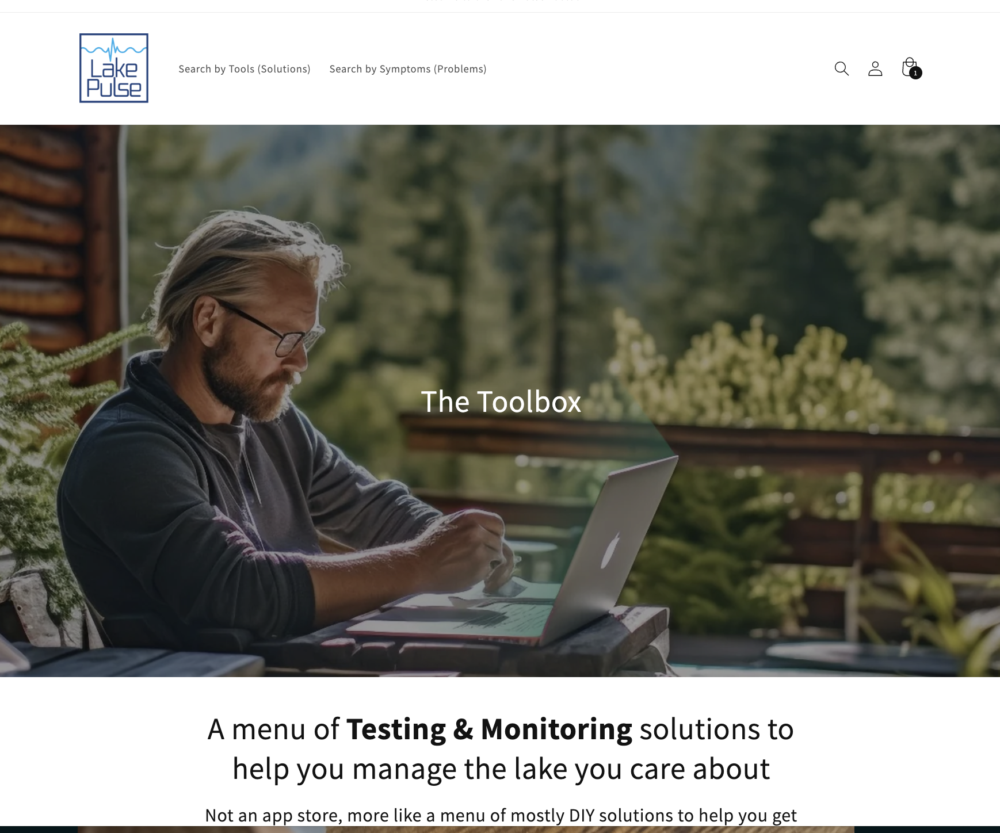 Lake
Pulse
Search by Tools (Solutions)
Search by Symptoms (Problems)
1
The Toolbox
A menu of Testing & Monitoring solutions to
help you manage the lake you care about
Not an app store, more like a menu of mostly DIY solutions to help you get